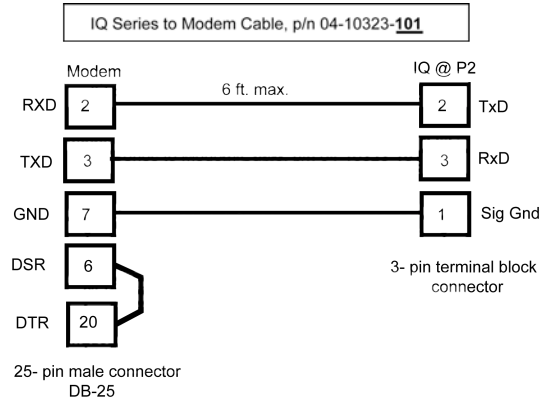 IQ Series to Modem Cable, p/n 04-10323-101
Modem
IQ @ P2
6 ft. max.
RXD 2 2 TxD
TXD 3 3 RxD
GND 7 1 Sig Gnd
DSR 6
3- pin terminal block
connector
DTR 20
25- pin male connector
DB-25